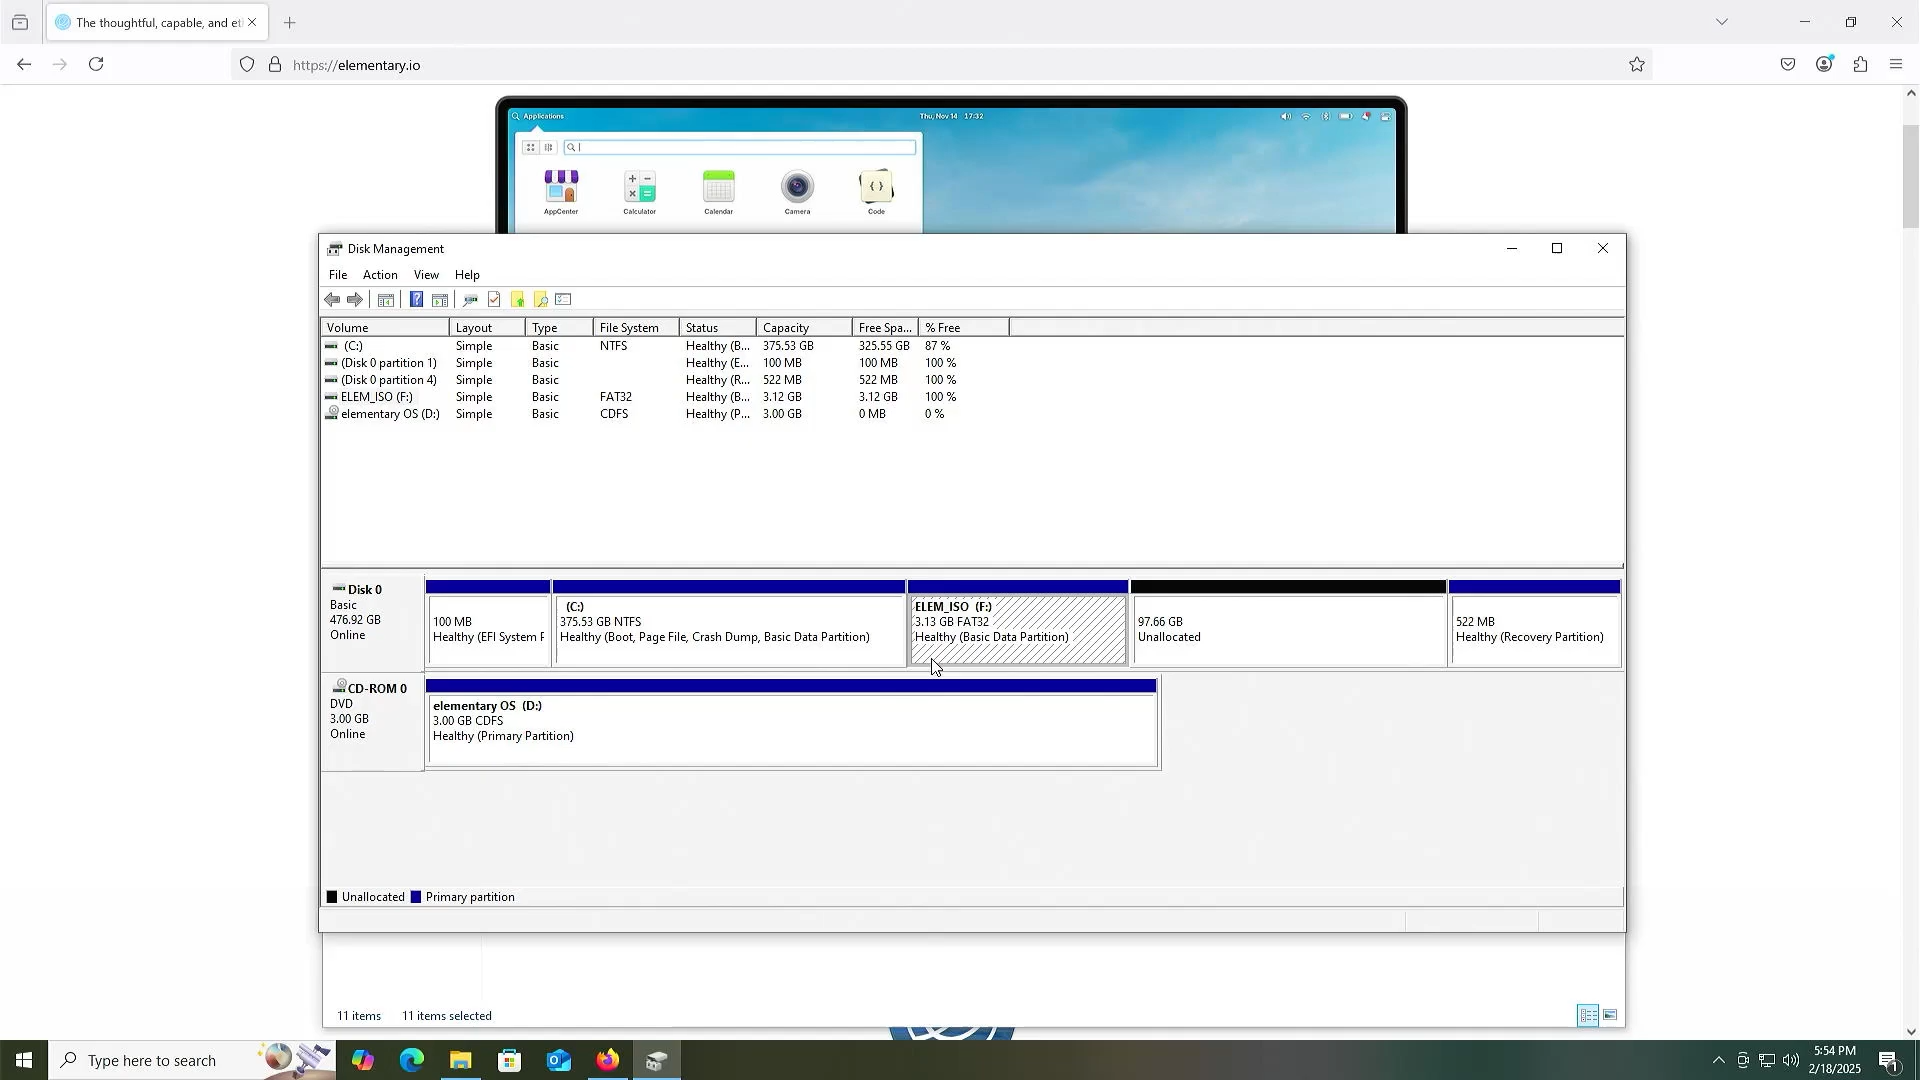 The thoughtful, capable, and et
https://elementary.io
Applications
Thu, Nov 14 17:32
AppCenter
Calculator
Calendar
Camera
Code
Disk Management
File Action View Help
Volume Layout Type File System Status Capacity Free Spa... % Free
(C:) Simple Basic NTFS Healthy (B... 375.53 GB 325.55 GB 87 %
(Disk 0 partition 1) Simple Basic Healthy (E... 100 MB 100 MB 100 %
(Disk 0 partition 4) Simple Basic Healthy (R... 522 MB 522 MB 100 %
ELEM_ISO (F:) Simple Basic FAT32 Healthy (B... 3.12 GB 3.12 GB 100 %
elementary OS (D:) Simple Basic CDFS Healthy (P... 3.00 GB 0 MB 0 %
Disk 0
Basic
476.92 GB
Online
100 MB
Healthy (EFI System P
(C:)
375.53 GB NTFS
Healthy (Boot, Page File, Crash Dump, Basic Data Partition)
ELEM_ISO (F:)
3.13 GB FAT32
Healthy (Basic Data Partition)
97.66 GB
Unallocated
522 MB
Healthy (Recovery Partition)
CD-ROM 0
DVD
3.00 GB
Online
elementary OS (D:)
3.00 GB CDFS
Healthy (Primary Partition)
Unallocated Primary partition
11 items 11 items selected
Type here to search
5:54 PM
2/18/2025
1